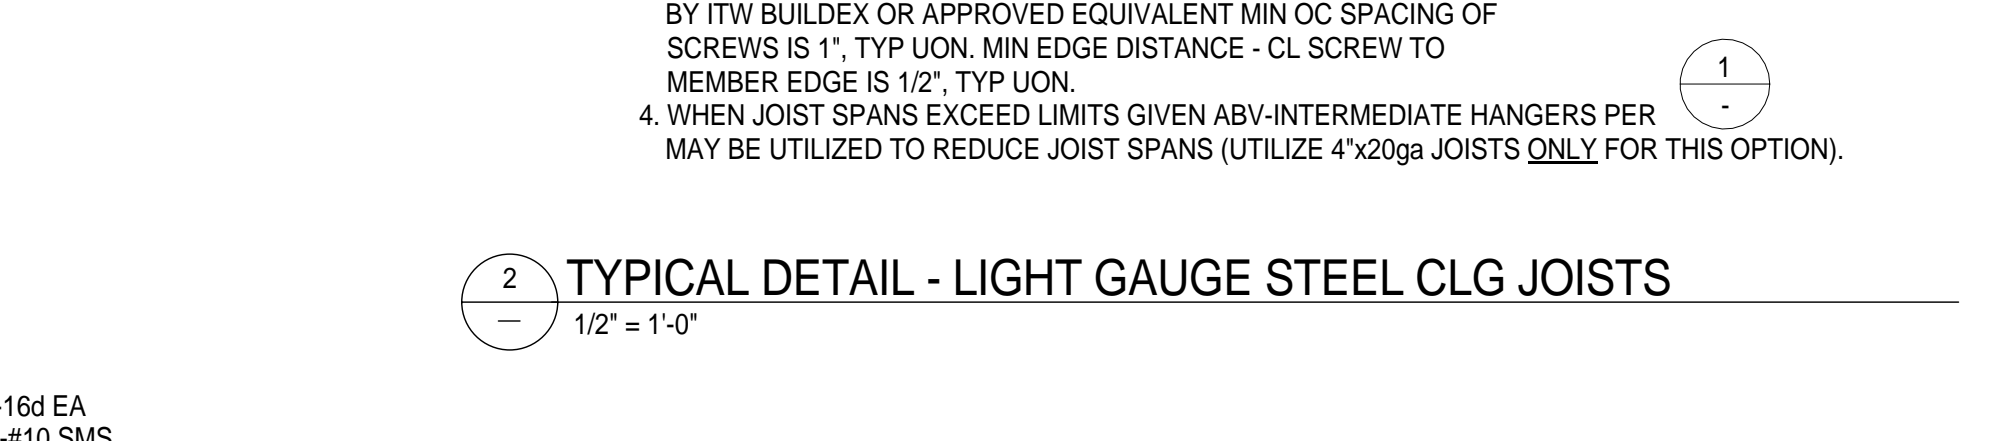 BY ITW BUILDEX OR APPROVED EQUIVALENT MIN OC SPACING OF
SCREWS IS 1", TYP UON. MIN EDGE DISTANCE - CL SCREW TO
MEMBER EDGE IS 1/2", TYP UON.
4. WHEN JOIST SPANS EXCEED LIMITS GIVEN ABV-INTERMEDIATE HANGERS PER
1
-
MAY BE UTILIZED TO REDUCE JOIST SPANS (UTILIZE 4"x20ga JOISTS ONLY FOR THIS OPTION).
2
—
TYPICAL DETAIL - LIGHT GAUGE STEEL CLG JOISTS
1/2" = 1'-0"
-16d EA
-#10 SMS